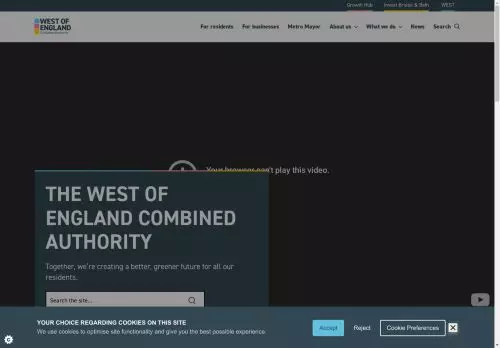 Growth Hub Invest Bristol & Bath WEST
WEST OF
ENGLAND
For residents For businesses Metro Mayor About us What we do News Search
Your browser can't play this video.
THE WEST OF
ENGLAND COMBINED
AUTHORITY
Together, we're creating a better, greener future for all our
residents.
Search the site...
YOUR CHOICE REGARDING COOKIES ON THIS SITE
We use cookies to optimise site functionality and give you the best possible experience.
Accept Reject Cookie Preferences